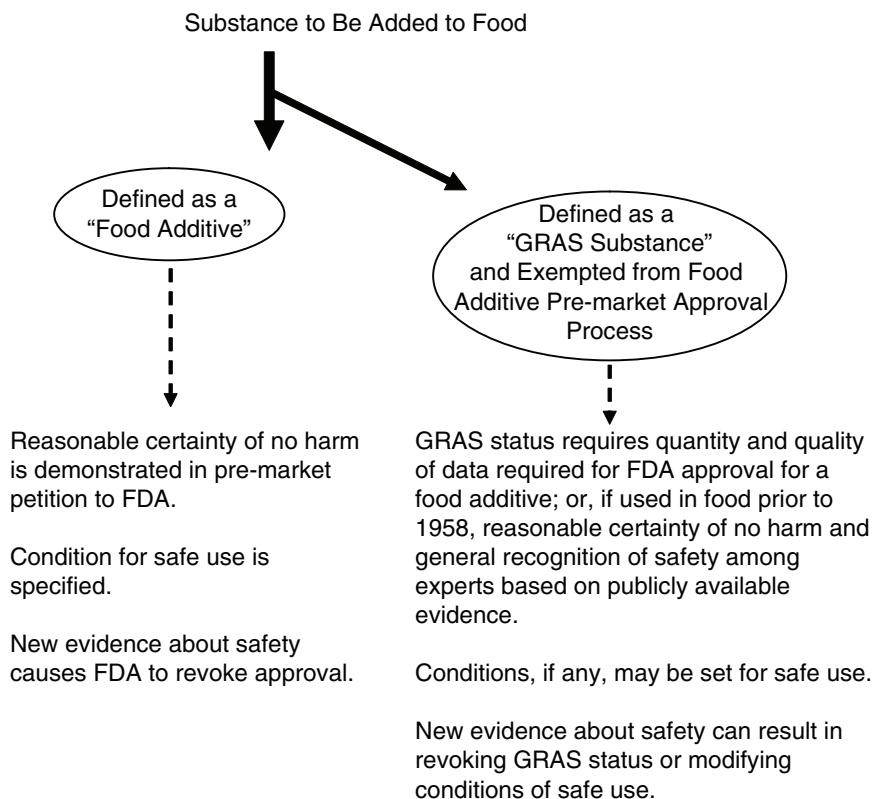 Substance to Be Added to Food
Defined as a
“Food Additive”
Defined as a
“GRAS Substance”
and Exempted from Food
Additive Pre-market Approval
Process
Reasonable certainty of no harm
is demonstrated in pre-market
petition to FDA.
Condition for safe use is
specified.
New evidence about safety
causes FDA to revoke approval.
GRAS status requires quantity and quality
of data required for FDA approval for a
food additive; or, if used in food prior to
1958, reasonable certainty of no harm and
general recognition of safety among
experts based on publicly available
evidence.
Conditions, if any, may be set for safe use.
New evidence about safety can result in
revoking GRAS status or modifying
conditions of safe use.